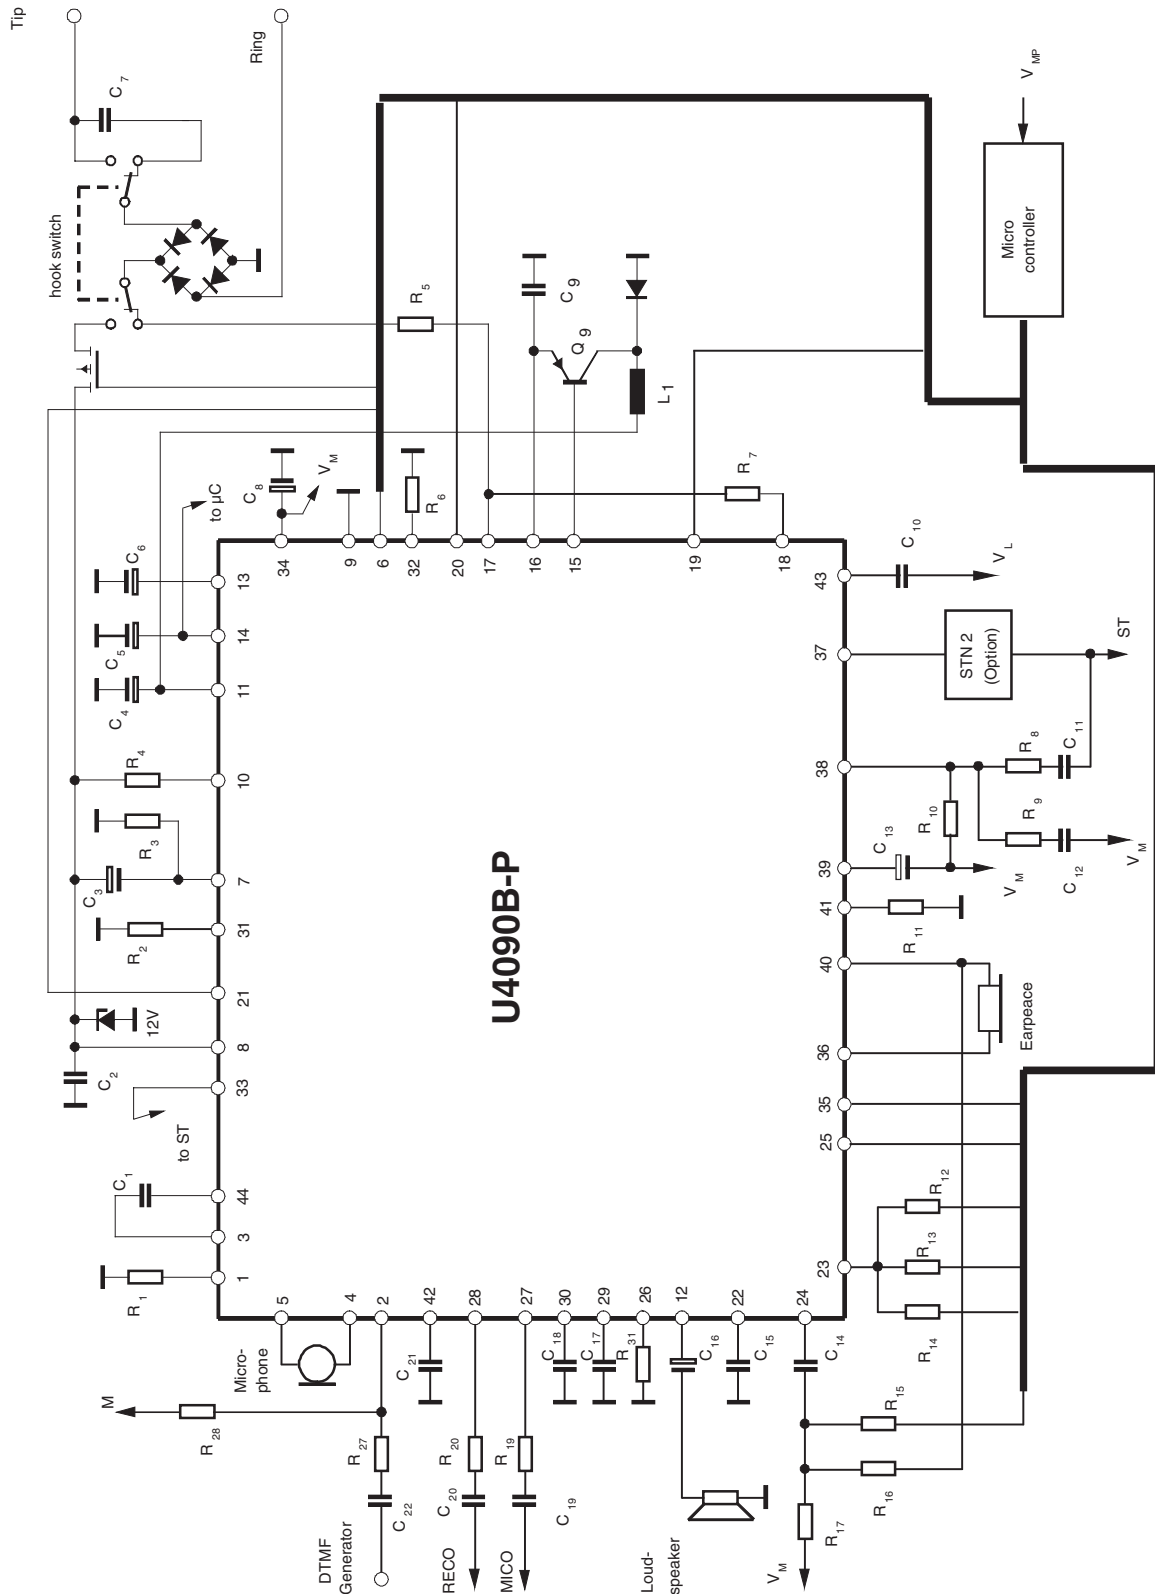 Tip
Ring
C 7
hook switch
R 5
C 9
Q 9
L 1
Micro
controller
V MP
R 7
to µC
C 8
V M
R 6
C 6
C 5
C 4
R 4
R 3
C 3
R 2
12V
C 2
to ST
C 1
R 1
34
9
6
32
20
17
16
15
19
18
13
14
11
10
7
31
21
8
33
44
3
1
U4090B-P
43
37
38
39
41
40
36
35
25
23
5
4
2
42
28
27
30
29
26
12
22
24
C 10
V L
STN 2
(Option)
ST
R 8
C 11
R 9
C 12
V M
R 10
C 13
V M
R 11
Earpeace
R 12
R 13
R 14
R 15
R 16
R 17
V M
C 14
C 15
C 16
R 31
C 17
C 18
Loud-
speaker
R 19
C 19
MICO
R 20
C 20
RECO
C 21
R 27
C 22
DTMF
Generator
R 28
M
Micro-
phone